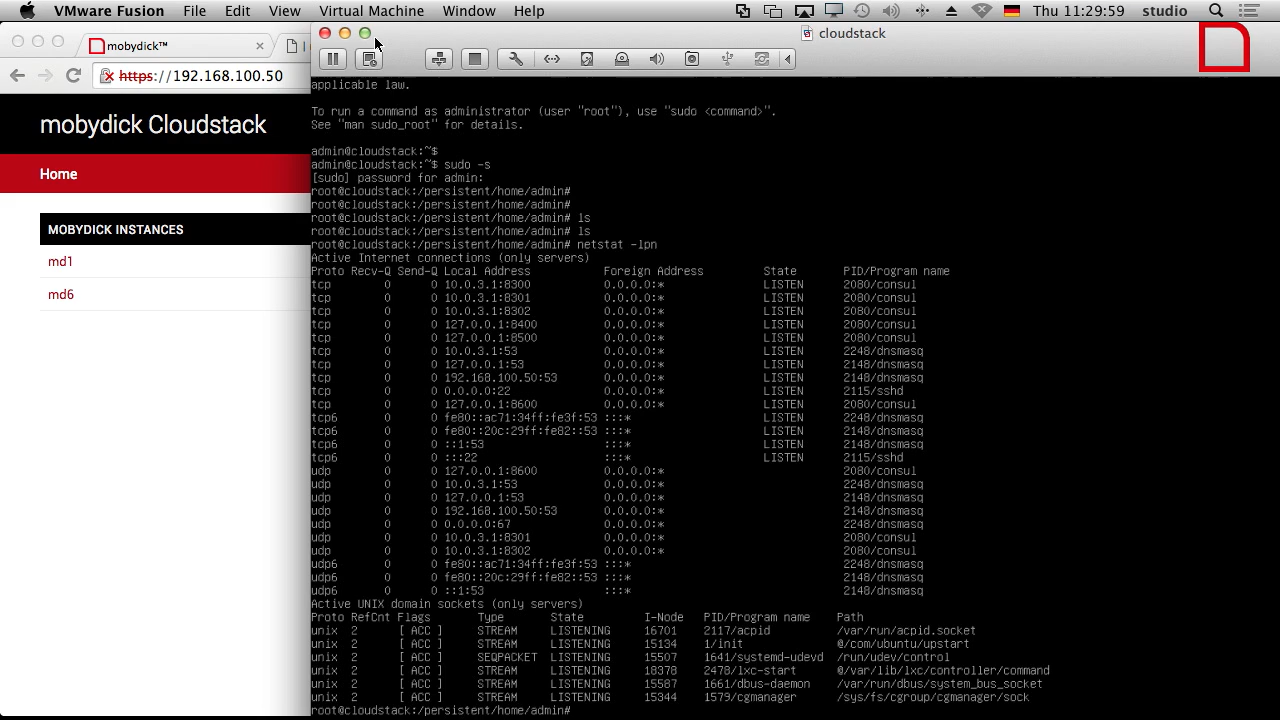 VMware Fusion File Edit View Virtual Machine Window Help Thu 11:29:59 studio
mobydick™ ×
https://192.168.100.50
cloudstack
mobydick Cloudstack
Home
MOBYDICK INSTANCES
md1
md6
applicable law.
To run a command as administrator (user "root"), use "sudo <command>".
See "man sudo_root" for details.
admin@cloudstack:~$
admin@cloudstack:~$ sudo -s
[sudo] password for admin:
root@cloudstack:/persistent/home/admin#
root@cloudstack:/persistent/home/admin#
root@cloudstack:/persistent/home/admin# ls
root@cloudstack:/persistent/home/admin# ls
root@cloudstack:/persistent/home/admin# netstat -lpn
Active Internet connections (only servers)
Proto Recv-Q Send-Q Local Address Foreign Address State PID/Program name
tcp 0 0 10.0.3.1:8300 0.0.0.0:* LISTEN 2080/consul
tcp 0 0 10.0.3.1:8301 0.0.0.0:* LISTEN 2080/consul
tcp 0 0 10.0.3.1:8302 0.0.0.0:* LISTEN 2080/consul
tcp 0 0 127.0.0.1:8400 0.0.0.0:* LISTEN 2080/consul
tcp 0 0 127.0.0.1:8500 0.0.0.0:* LISTEN 2080/consul
tcp 0 0 10.0.3.1:53 0.0.0.0:* LISTEN 2248/dnsmasq
tcp 0 0 127.0.0.1:53 0.0.0.0:* LISTEN 2148/dnsmasq
tcp 0 0 192.168.100.50:53 0.0.0.0:* LISTEN 2148/dnsmasq
tcp 0 0 0.0.0.0:22 0.0.0.0:* LISTEN 2115/sshd
tcp 0 0 127.0.0.1:8600 0.0.0.0:* LISTEN 2080/consul
tcp6 0 0 fe80::ac71:34ff:fe3f:53 :::* LISTEN 2248/dnsmasq
tcp6 0 0 fe80::20c:29ff:fe82::53 :::* LISTEN 2148/dnsmasq
tcp6 0 0 ::1:53 :::* LISTEN 2148/dnsmasq
tcp6 0 0 :::22 :::* LISTEN 2115/sshd
udp 0 0 127.0.0.1:8600 0.0.0.0:* 2080/consul
udp 0 0 10.0.3.1:53 0.0.0.0:* 2248/dnsmasq
udp 0 0 127.0.0.1:53 0.0.0.0:* 2148/dnsmasq
udp 0 0 192.168.100.50:53 0.0.0.0:* 2148/dnsmasq
udp 0 0 0.0.0.0:67 0.0.0.0:* 2248/dnsmasq
udp 0 0 10.0.3.1:8301 0.0.0.0:* 2080/consul
udp 0 0 10.0.3.1:8302 0.0.0.0:* 2080/consul
udp6 0 0 fe80::ac71:34ff:fe3f:53 :::* 2248/dnsmasq
udp6 0 0 fe80::20c:29ff:fe82::53 :::* 2148/dnsmasq
udp6 0 0 ::1:53 :::* 2148/dnsmasq
Active UNIX domain sockets (only servers)
Proto RefCnt Flags Type State I-Node PID/Program name Path
unix 2 [ ACC ] STREAM LISTENING 16701 2117/acpid /var/run/acpid.socket
unix 2 [ ACC ] STREAM LISTENING 15134 1/init @/com/ubuntu/upstart
unix 2 [ ACC ] SEQPACKET LISTENING 15507 1641/systemd-udevd /run/udev/control
unix 2 [ ACC ] STREAM LISTENING 18378 2478/lxc-start @/var/lib/lxc/controller/command
unix 2 [ ACC ] STREAM LISTENING 15587 1661/dbus-daemon /var/run/dbus/system_bus_socket
unix 2 [ ACC ] STREAM LISTENING 15344 1579/cgmanager /sys/fs/cgroup/cgmanager/sock
root@cloudstack:/persistent/home/admin#